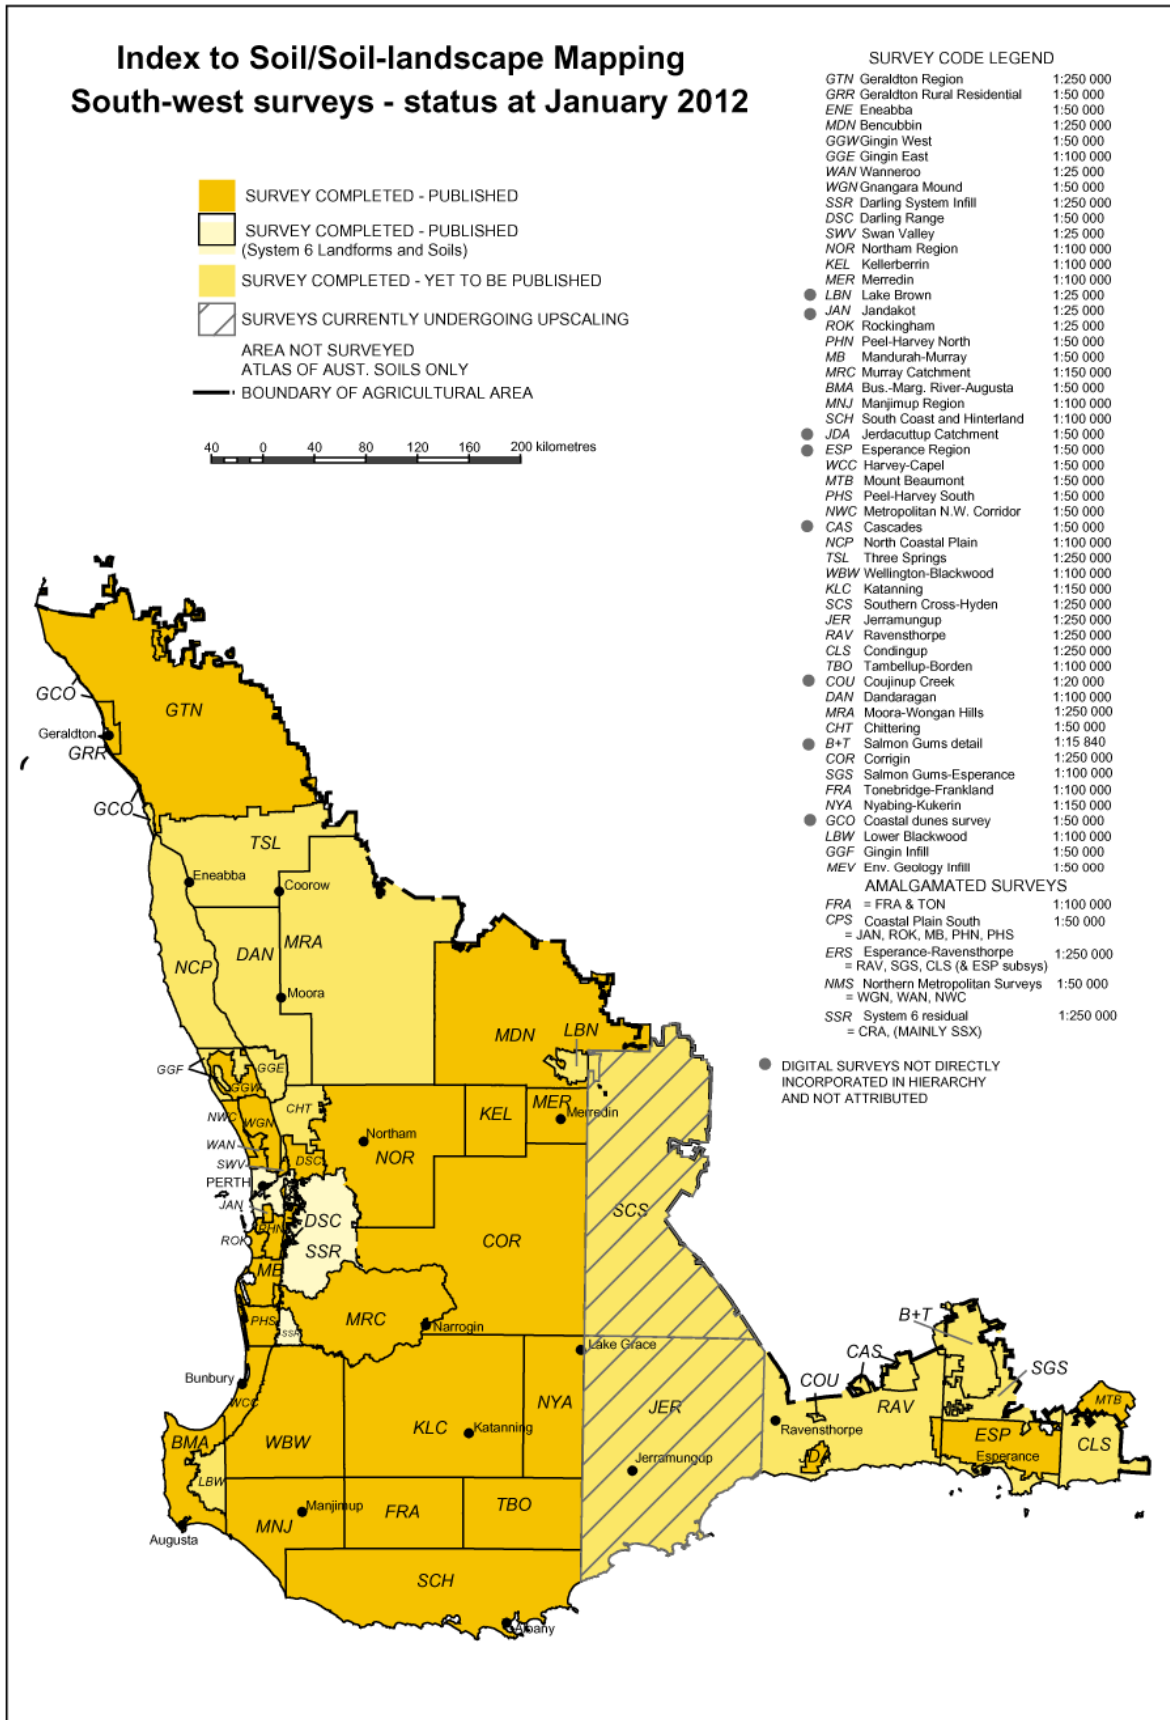 Index to Soil/Soil-landscape Mapping
South-west surveys - status at January 2012
SURVEY COMPLETED - PUBLISHED
SURVEY COMPLETED - PUBLISHED
(System 6 Landforms and Soils)
SURVEY COMPLETED - YET TO BE PUBLISHED
SURVEYS CURRENTLY UNDERGOING UPSCALING
AREA NOT SURVEYED
ATLAS OF AUST. SOILS ONLY
BOUNDARY OF AGRICULTURAL AREA
40 0 40 80 120 160 200 kilometres
SURVEY CODE LEGEND
GTN Geraldton Region 1:250 000
GRR Geraldton Rural Residential 1:50 000
ENE Eneabba 1:50 000
MDN Bencubbin 1:250 000
GGW Gingin West 1:50 000
GGE Gingin East 1:100 000
WAN Wanneroo 1:25 000
WGN Gnangara Mound 1:50 000
SSR Darling System Infill 1:250 000
DSC Darling Range 1:50 000
SWV Swan Valley 1:25 000
NOR Northam Region 1:100 000
KEL Kellerberrin 1:100 000
MER Merredin 1:100 000
LBN Lake Brown 1:25 000
JAN Jandakot 1:25 000
ROK Rockingham 1:25 000
PHN Peel-Harvey North 1:50 000
MB Mandurah-Murray 1:50 000
MRC Murray Catchment 1:150 000
BMA Bus.-Marg. River-Augusta 1:50 000
MNJ Manjimup Region 1:100 000
SCH South Coast and Hinterland 1:100 000
JDA Jerdacuttup Catchment 1:50 000
ESP Esperance Region 1:50 000
WCC Harvey-Capel 1:50 000
MTB Mount Beaumont 1:50 000
PHS Peel-Harvey South 1:50 000
NWC Metropolitan N.W. Corridor 1:50 000
CAS Cascades 1:50 000
NCP North Coastal Plain 1:100 000
TSL Three Springs 1:250 000
WBW Wellington-Blackwood 1:100 000
KLC Katanning 1:150 000
SCS Southern Cross-Hyden 1:250 000
JER Jerramungup 1:250 000
RAV Ravensthorpe 1:250 000
CLS Condingup 1:250 000
TBO Tambellup-Borden 1:100 000
COU Coujinup Creek 1:20 000
DAN Dandaragan 1:100 000
MRA Moora-Wongan Hills 1:250 000
CHT Chittering 1:50 000
B+T Salmon Gums detail 1:15 840
COR Corrigin 1:250 000
SGS Salmon Gums-Esperance 1:100 000
FRA Tonebridge-Frankland 1:100 000
NYA Nyabing-Kukerin 1:150 000
GCO Coastal dunes survey 1:50 000
LBW Lower Blackwood 1:100 000
GGF Gingin Infill 1:50 000
MEV Env. Geology Infill 1:50 000
AMALGAMATED SURVEYS
FRA = FRA & TON 1:100 000
CPS Coastal Plain South 1:50 000
= JAN, ROK, MB, PHN, PHS
ERS Esperance-Ravensthorpe 1:250 000
= RAV, SGS, CLS (& ESP subsys)
NMS Northern Metropolitan Surveys 1:50 000
= WGN, WAN, NWC
SSR System 6 residual 1:250 000
= CRA, (MAINLY SSX)
DIGITAL SURVEYS NOT DIRECTLY
INCORPORATED IN HIERARCHY
AND NOT ATTRIBUTED
GCO
GTN
Geraldton
GRR
GCO
TSL
Eneabba
Coorow
DAN
MRA
NCP
Moora
MDN
LBN
GGF
GGE
GGW
CHT
NWC
WGN
KEL
MER
Merredin
Northam
WAN
NOR
SWV
DSC
PERTH
JAN
DSC
SCS
PHN
ROK
SSR
COR
MB
MRC
PHS
SSR
Narrogin
B+T
Lake Grace
CAS
SGS
Bunbury
COU
WCC
NYA
JER
RAV
MTB
KLC
Katanning
Ravensthorpe
BMA
WBW
ESP
CLS
LBW
Jerramungup
JDA
Esperance
Manjimup
FRA
TBO
MNJ
Augusta
SCH
Albany